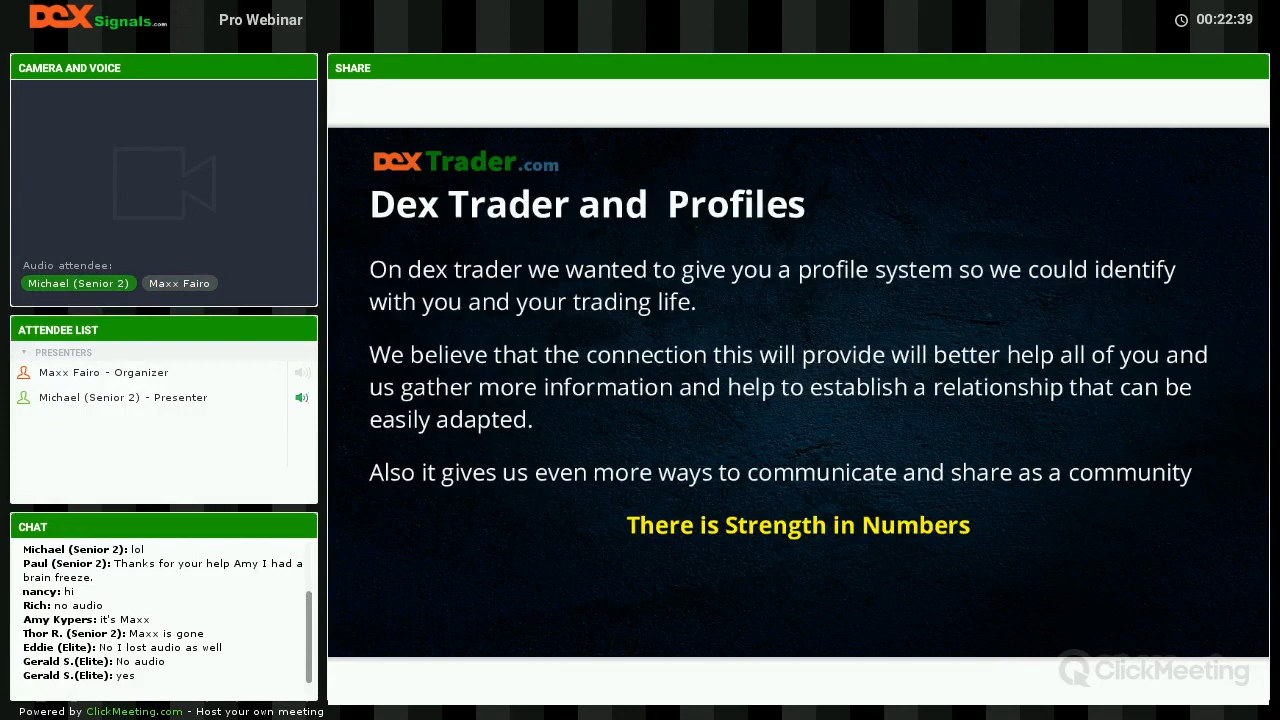 DEX Signals.com
Pro Webinar
00:22:39
CAMERA AND VOICE
Audio attendee:
Michael (Senior 2) Maxx Fairo
ATTENDEE LIST
PRESENTERS
Maxx Fairo - Organizer
Michael (Senior 2) - Presenter
CHAT
Michael (Senior 2): lol
Paul (Senior 2): Thanks for your help Amy I had a
brain freeze.
nancy: hi
Rich: no audio
Amy Kypers: it's Maxx
Thor R. (Senior 2): Maxx is gone
Eddie (Elite): No I lost audio as well
Gerald S.(Elite): No audio
Gerald S.(Elite): yes
Powered by ClickMeeting.com - Host your own meeting
SHARE
DEX Trader.com
Dex Trader and Profiles
On dex trader we wanted to give you a profile system so we could identify
with you and your trading life.
We believe that the connection this will provide will better help all of you and
us gather more information and help to establish a relationship that can be
easily adapted.
Also it gives us even more ways to communicate and share as a community
There is Strength in Numbers
ClickMeeting